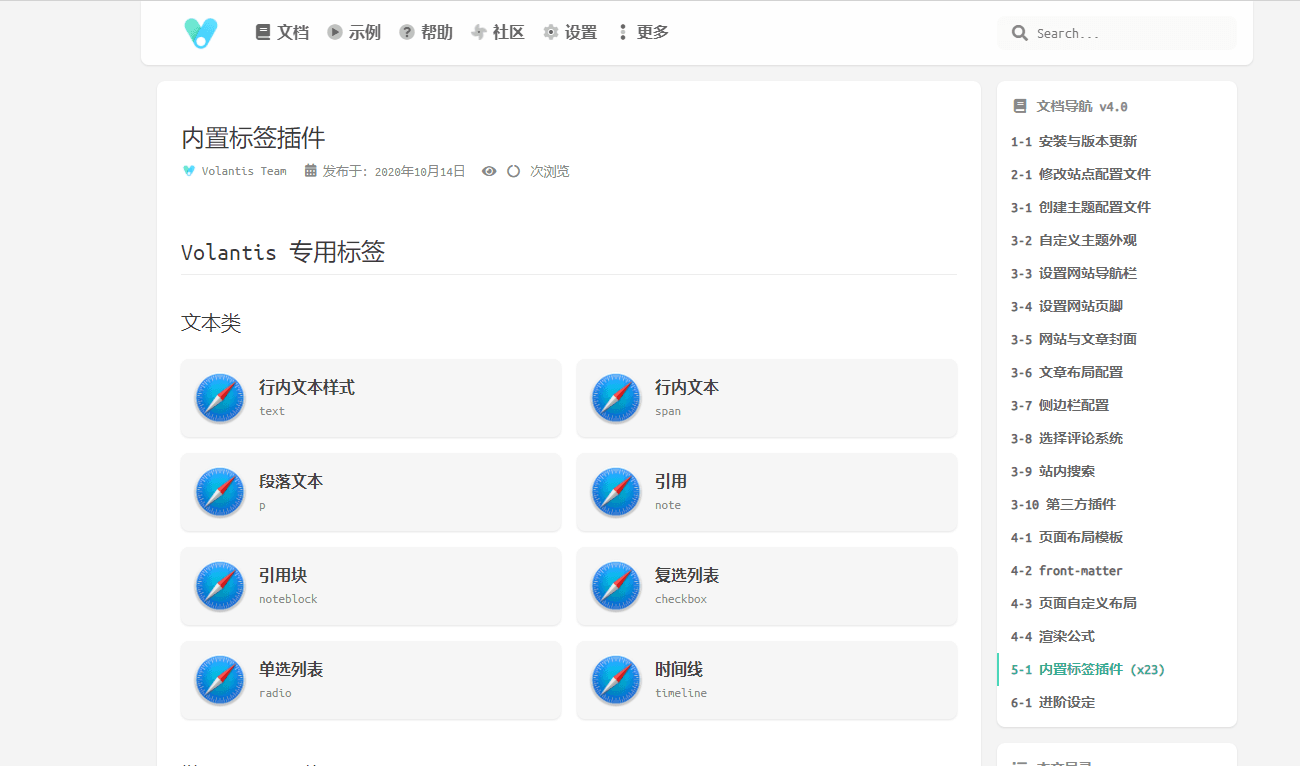 文档 示例 帮助 社区 设置 更多 Search...
内置标签插件
Volantis Team 发布于: 2020年10月14日 次浏览
Volantis 专用标签
文本类
行内文本样式
text
行内文本
span
段落文本
p
引用
note
引用块
noteblock
复选列表
checkbox
单选列表
radio
时间线
timeline
文档导航 v4.0
1-1 安装与版本更新
2-1 修改站点配置文件
3-1 创建主题配置文件
3-2 自定义主题外观
3-3 设置网站导航栏
3-4 设置网站页脚
3-5 网站与文章封面
3-6 文章布局配置
3-7 侧边栏配置
3-8 选择评论系统
3-9 站内搜索
3-10 第三方插件
4-1 页面布局模板
4-2 front-matter
4-3 页面自定义布局
4-4 渲染公式
5-1 内置标签插件 (x23)
6-1 进阶设定